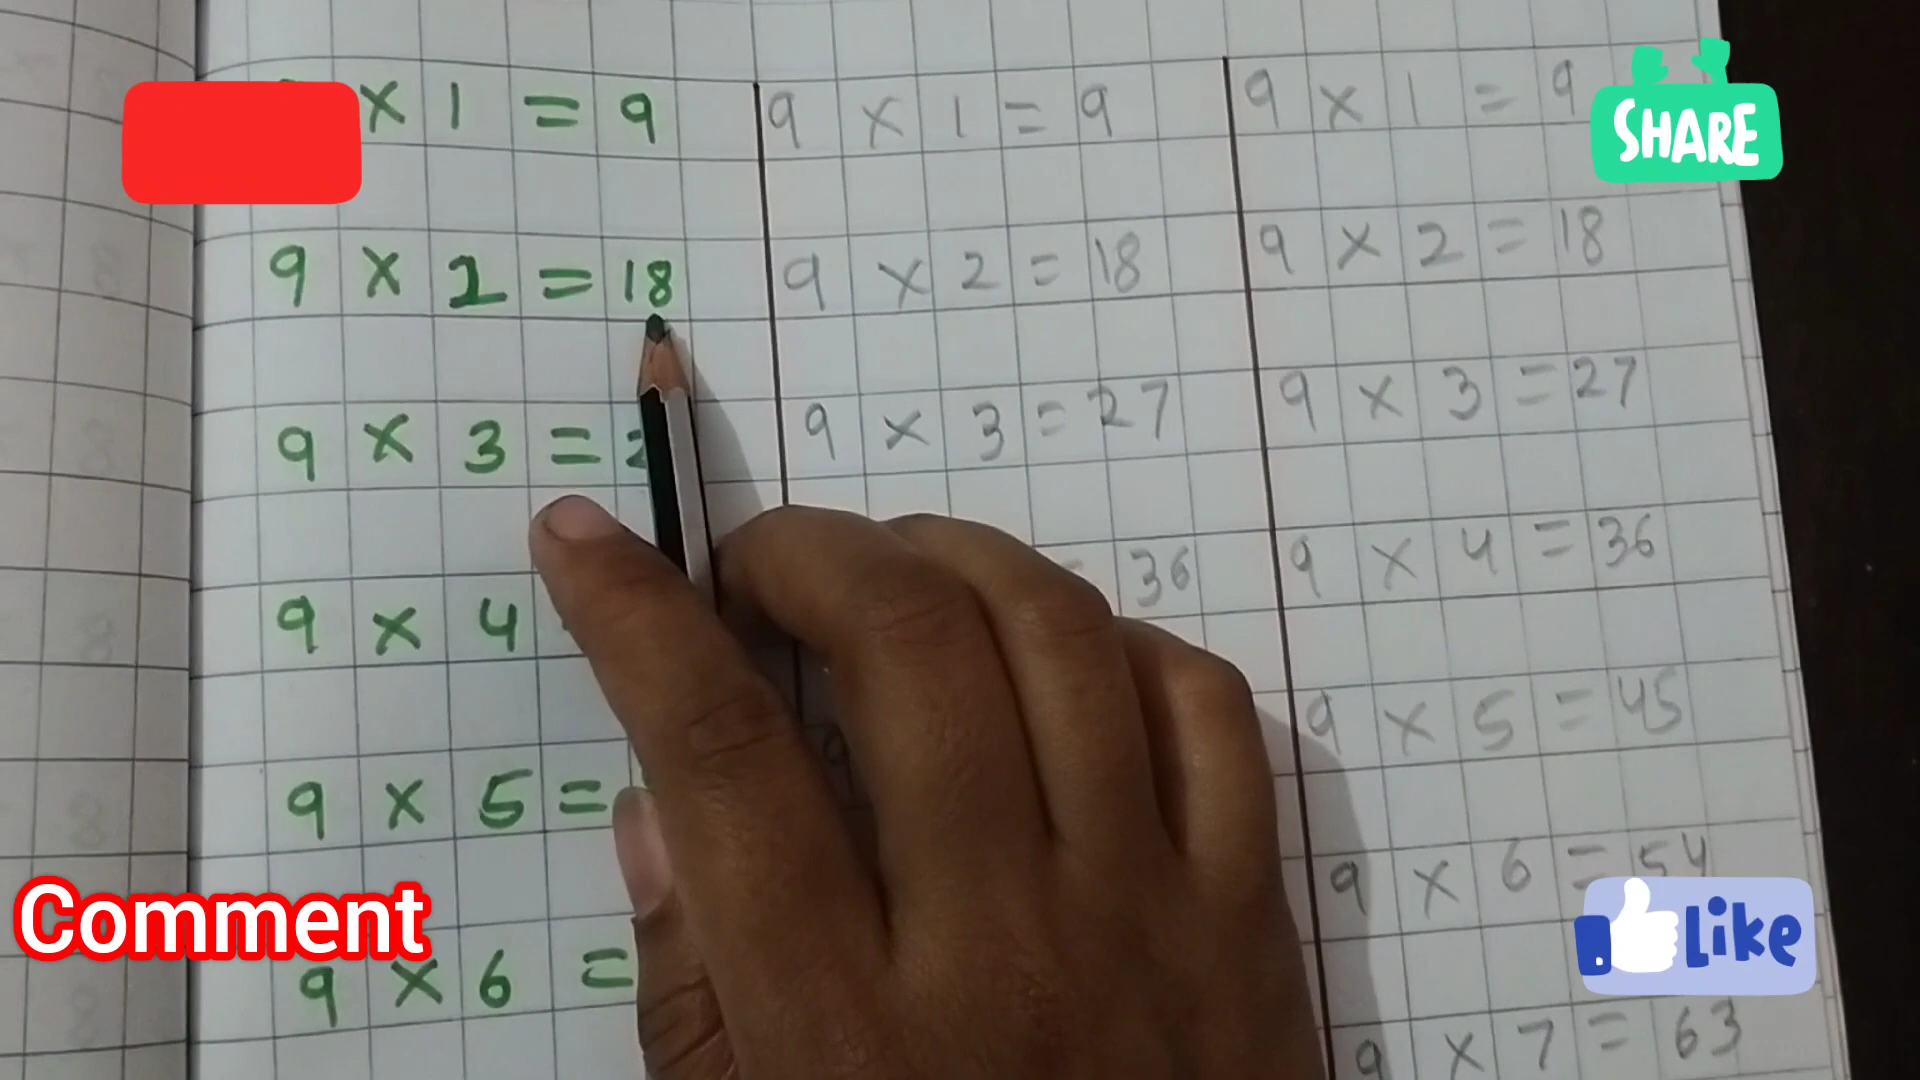 × 1 = 9
9 × 2 = 18
9 × 3 = 2
9 × 4
9 × 5 =
9 × 6 =
9 × 1 = 9
9 × 2 = 18
9 × 3 = 27
= 36
9 × 1 = 9
9 × 2 = 18
9 × 3 = 27
9 × 4 = 36
9 × 5 = 45
9 × 6 = 54
9 × 7 = 63
SHARE
Comment
Like